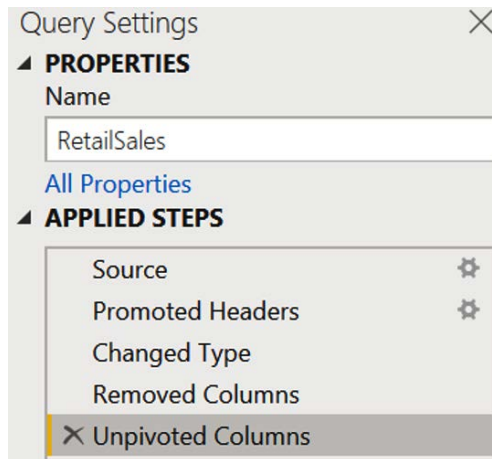 Query Settings
PROPERTIES
Name
RetailSales
All Properties
APPLIED STEPS
Source
Promoted Headers
Changed Type
Removed Columns
Unpivoted Columns